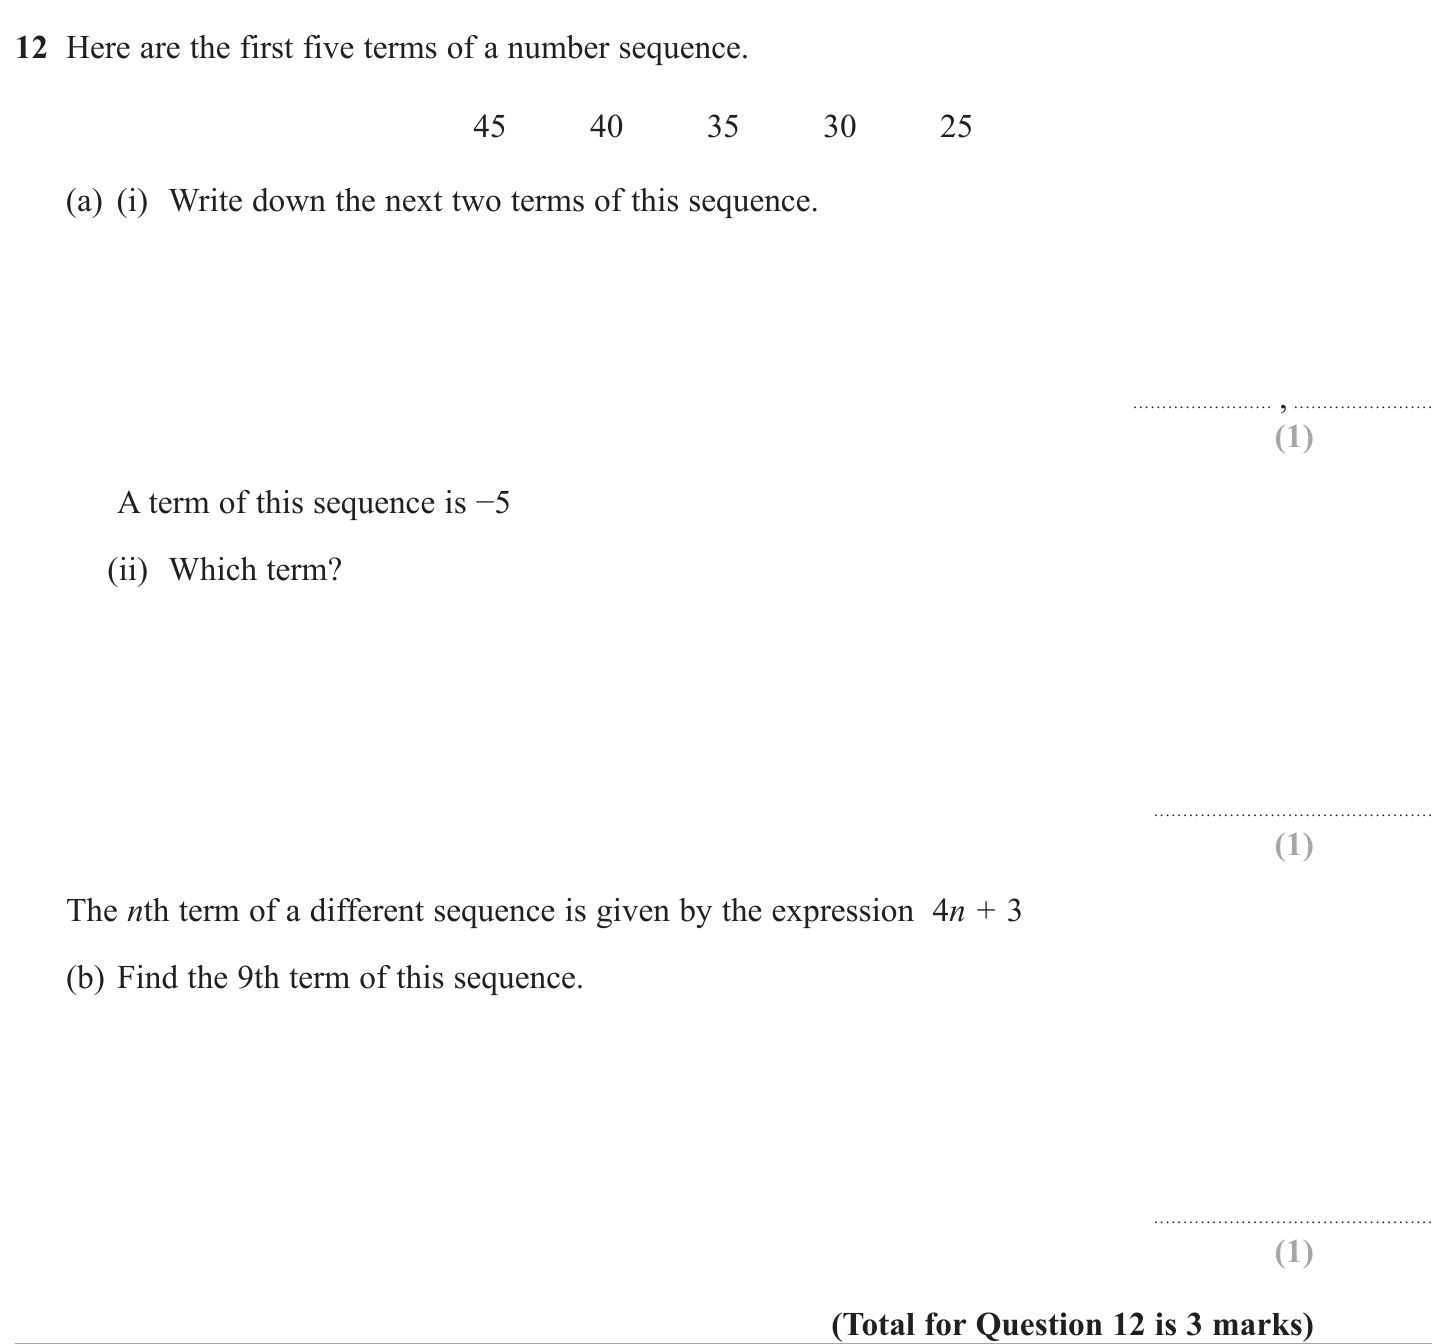 12 Here are the first five terms of a number sequence.
45 40 35 30 25
(a) (i) Write down the next two terms of this sequence.
........................ , ........................
(1)
A term of this sequence is −5
(ii) Which term?
................................................
(1)
The nth term of a different sequence is given by the expression 4n + 3
(b) Find the 9th term of this sequence.
................................................
(1)
(Total for Question 12 is 3 marks)